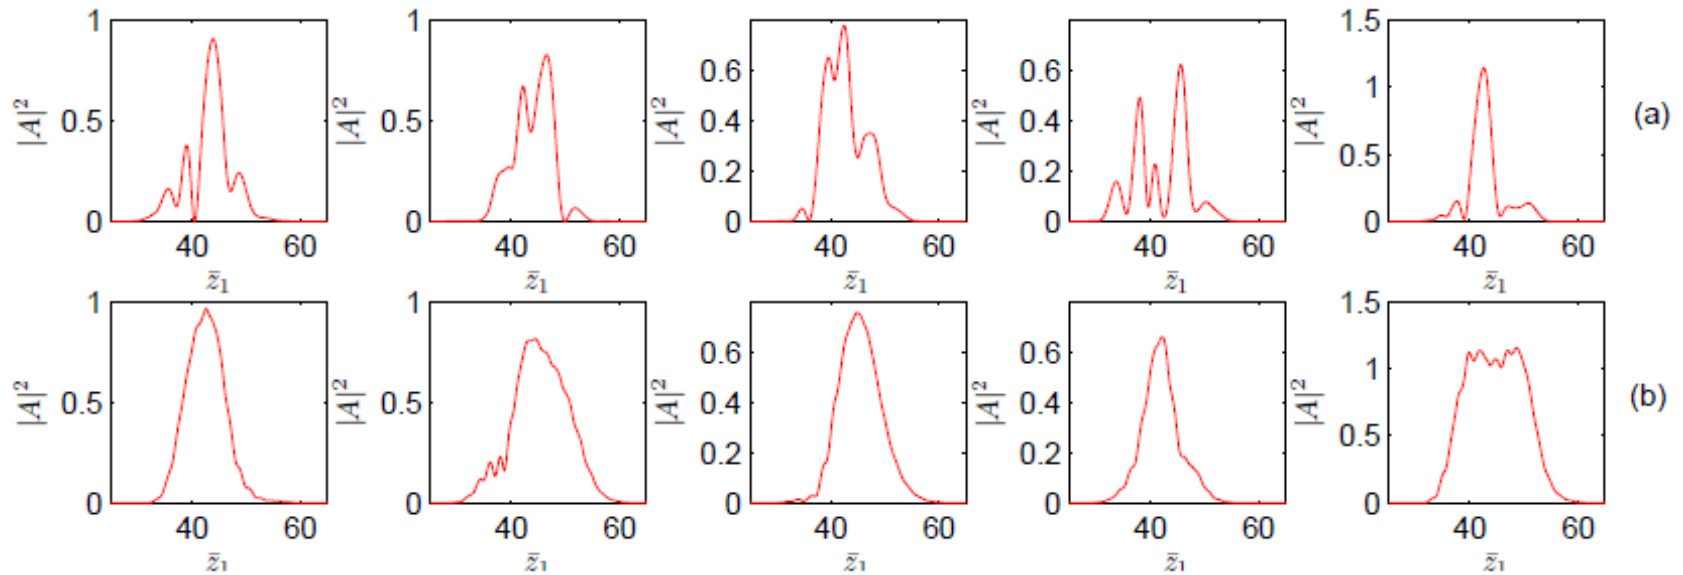 1 1 1.5
|A|² 0.5 |A|² 0.5 |A|² 0.6 0.4 0.2 |A|² 0.6 0.4 0.2 |A|² 1 0.5 (a)
0 0 0 0 0
40 60 40 60 40 60 40 60 40 60
z̄₁ z̄₁ z̄₁ z̄₁ z̄₁
1 1 1.5
|A|² 0.5 |A|² 0.5 |A|² 0.6 0.4 0.2 |A|² 0.6 0.4 0.2 |A|² 1 0.5 (b)
0 0 0 0 0
40 60 40 60 40 60 40 60 40 60
z̄₁ z̄₁ z̄₁ z̄₁ z̄₁